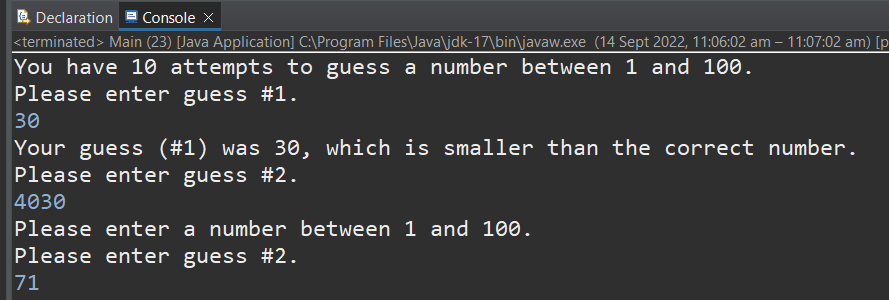 Declaration Console
<terminated> Main (23) [Java Application] C:\Program Files\Java\jdk-17\bin\javaw.exe (14 Sept 2022, 11:06:02 am – 11:07:02 am) [p
You have 10 attempts to guess a number between 1 and 100.
Please enter guess #1.
30
Your guess (#1) was 30, which is smaller than the correct number.
Please enter guess #2.
4030
Please enter a number between 1 and 100.
Please enter guess #2.
71